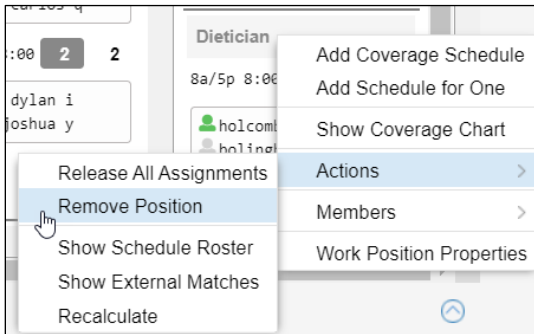 carlos q
:00 2 2
dylan i
joshua y
Dietician
8a/5p 8:00
holcomb
holingh
Add Coverage Schedule
Add Schedule for One
Show Coverage Chart
Actions
Members
Work Position Properties
Release All Assignments
Remove Position
Show Schedule Roster
Show External Matches
Recalculate